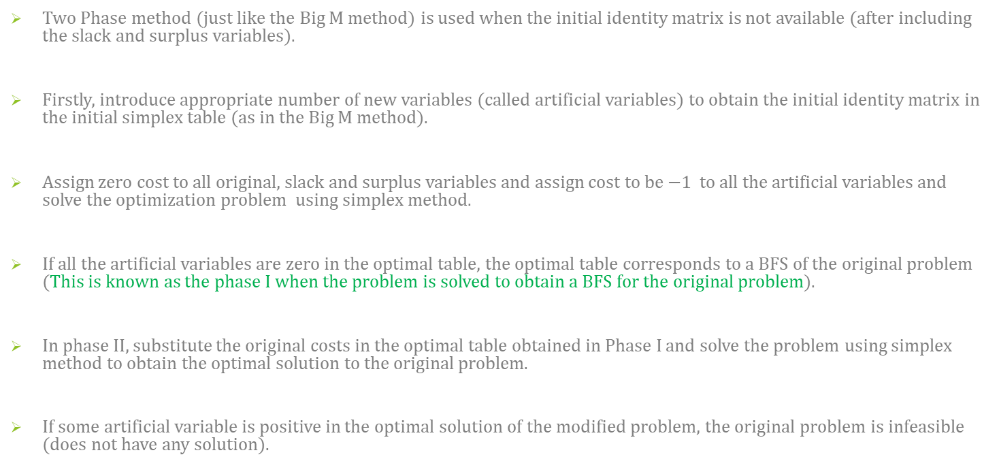 Two Phase method (just like the Big M method) is used when the initial identity matrix is not available (after including
the slack and surplus variables).
Firstly, introduce appropriate number of new variables (called artificial variables) to obtain the initial identity matrix in
the initial simplex table (as in the Big M method).
Assign zero cost to all original, slack and surplus variables and assign cost to be −1 to all the artificial variables and
solve the optimization problem using simplex method.
If all the artificial variables are zero in the optimal table, the optimal table corresponds to a BFS of the original problem
(This is known as the phase I when the problem is solved to obtain a BFS for the original problem).
In phase II, substitute the original costs in the optimal table obtained in Phase I and solve the problem using simplex
method to obtain the optimal solution to the original problem.
If some artificial variable is positive in the optimal solution of the modified problem, the original problem is infeasible
(does not have any solution).